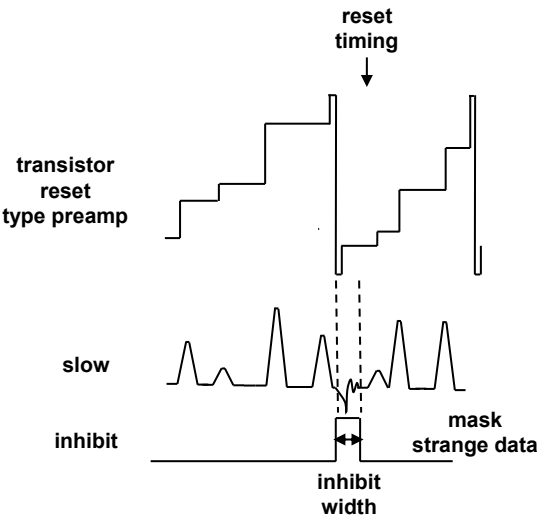 reset
timing
transistor
reset
type preamp
slow
inhibit
mask
strange data
inhibit
width